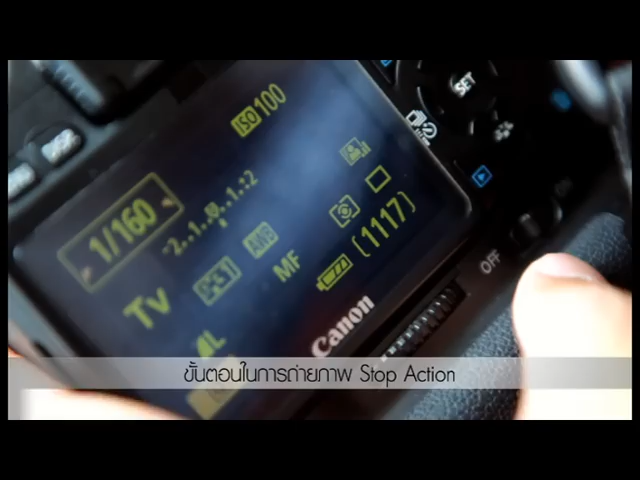 SET
ISO 100
1/160
-2..1..0..1.:2
AWB
Tv
MF
(1117)
L
OFF
Canon
ขั้นตอนในการถ่ายภาพ Stop Action